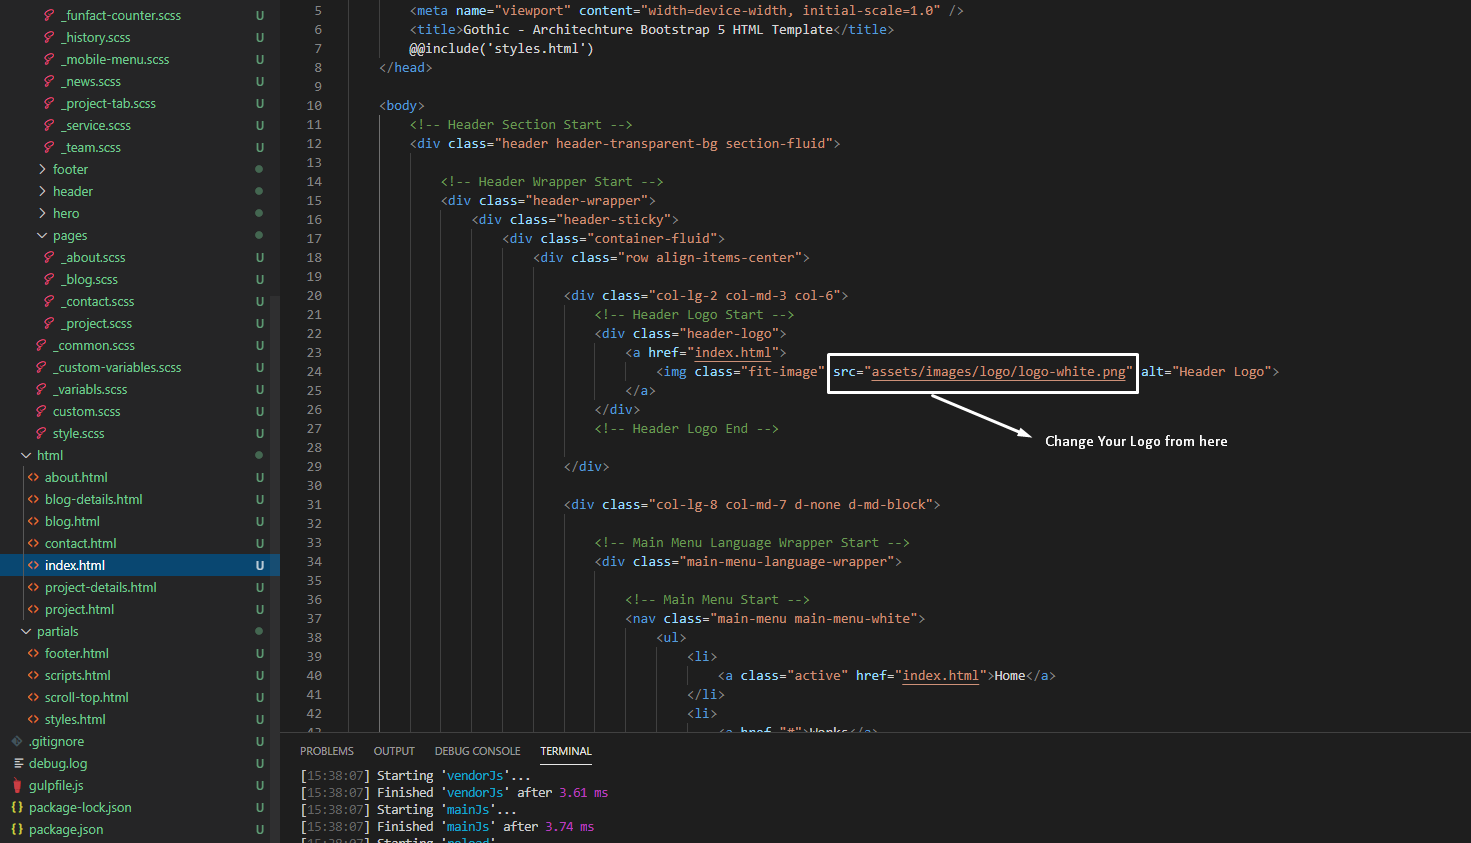 _funfact-counter.scss U
_history.scss U
_mobile-menu.scss U
_news.scss U
_project-tab.scss U
_service.scss U
_team.scss U
footer
header
hero
pages
_about.scss U
_blog.scss U
_contact.scss U
_project.scss U
_common.scss U
_custom-variables.scss U
_variabls.scss U
custom.scss U
style.scss U
html
about.html U
blog-details.html U
blog.html U
contact.html U
index.html U
project-details.html U
project.html U
partials
footer.html U
scripts.html U
scroll-top.html U
styles.html U
.gitignore U
debug.log U
gulpfile.js U
package-lock.json U
package.json U
5 <meta name="viewport" content="width=device-width, initial-scale=1.0" />
6 <title>Gothic - Architechture Bootstrap 5 HTML Template</title>
7 @@include('styles.html')
8 </head>
9
10 <body>
11 <!-- Header Section Start -->
12 <div class="header header-transparent-bg section-fluid">
13
14 <!-- Header Wrapper Start -->
15 <div class="header-wrapper">
16 <div class="header-sticky">
17 <div class="container-fluid">
18 <div class="row align-items-center">
19
20 <div class="col-lg-2 col-md-3 col-6">
21 <!-- Header Logo Start -->
22 <div class="header-logo">
23 <a href="index.html">
24 <img class="fit-image" src="assets/images/logo/logo-white.png" alt="Header Logo">
25 </a>
26 </div>
27 <!-- Header Logo End -->
Change Your Logo from here
28
29 </div>
30
31 <div class="col-lg-8 col-md-7 d-none d-md-block">
32
33 <!-- Main Menu Language Wrapper Start -->
34 <div class="main-menu-language-wrapper">
35
36 <!-- Main Menu Start -->
37 <nav class="main-menu main-menu-white">
38 <ul>
39 <li>
40 <a class="active" href="index.html">Home</a>
41 </li>
42 <li>
43 <a href="#">Works</a>
PROBLEMS OUTPUT DEBUG CONSOLE TERMINAL
[15:38:07] Starting 'vendorJs'...
[15:38:07] Finished 'vendorJs' after 3.61 ms
[15:38:07] Starting 'mainJs'...
[15:38:07] Finished 'mainJs' after 3.74 ms
[15:38:07] Starting 'reload'